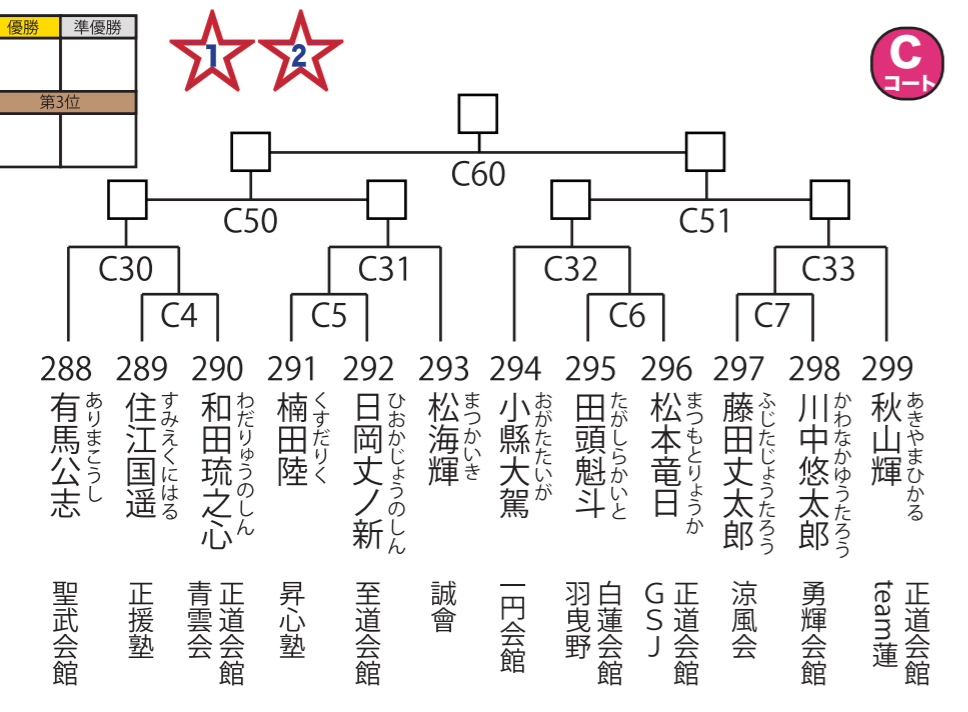 優勝 準優勝
第3位
1 2
C
コート
C60
C50 C51
C30 C31 C32 C33
C4 C5 C6 C7
288 289 290 291 292 293 294 295 296 297 298 299
有馬公志
ありまこうし
住江国遥
すみえくにはる
和田琉之心
わだりゅうのしん
楠田陸
くすだりく
日岡丈ノ新
ひおかじょうのしん
松海輝
まつかいき
小縣大駕
おがたたいが
田頭魁斗
たがしらかいと
松本竜日
まつもとりょうか
藤田丈太郎
ふじたじょうたろう
川中悠太郎
かわなかゆうたろう
秋山輝
あきやまひかる
聖武会館
正援塾
正道会館
青雲会
昇心塾
至道会館
誠會
一円会館
白蓮会館
羽曳野
正道会館
GSJ
涼風会
勇輝会館
正道会館
team蓮